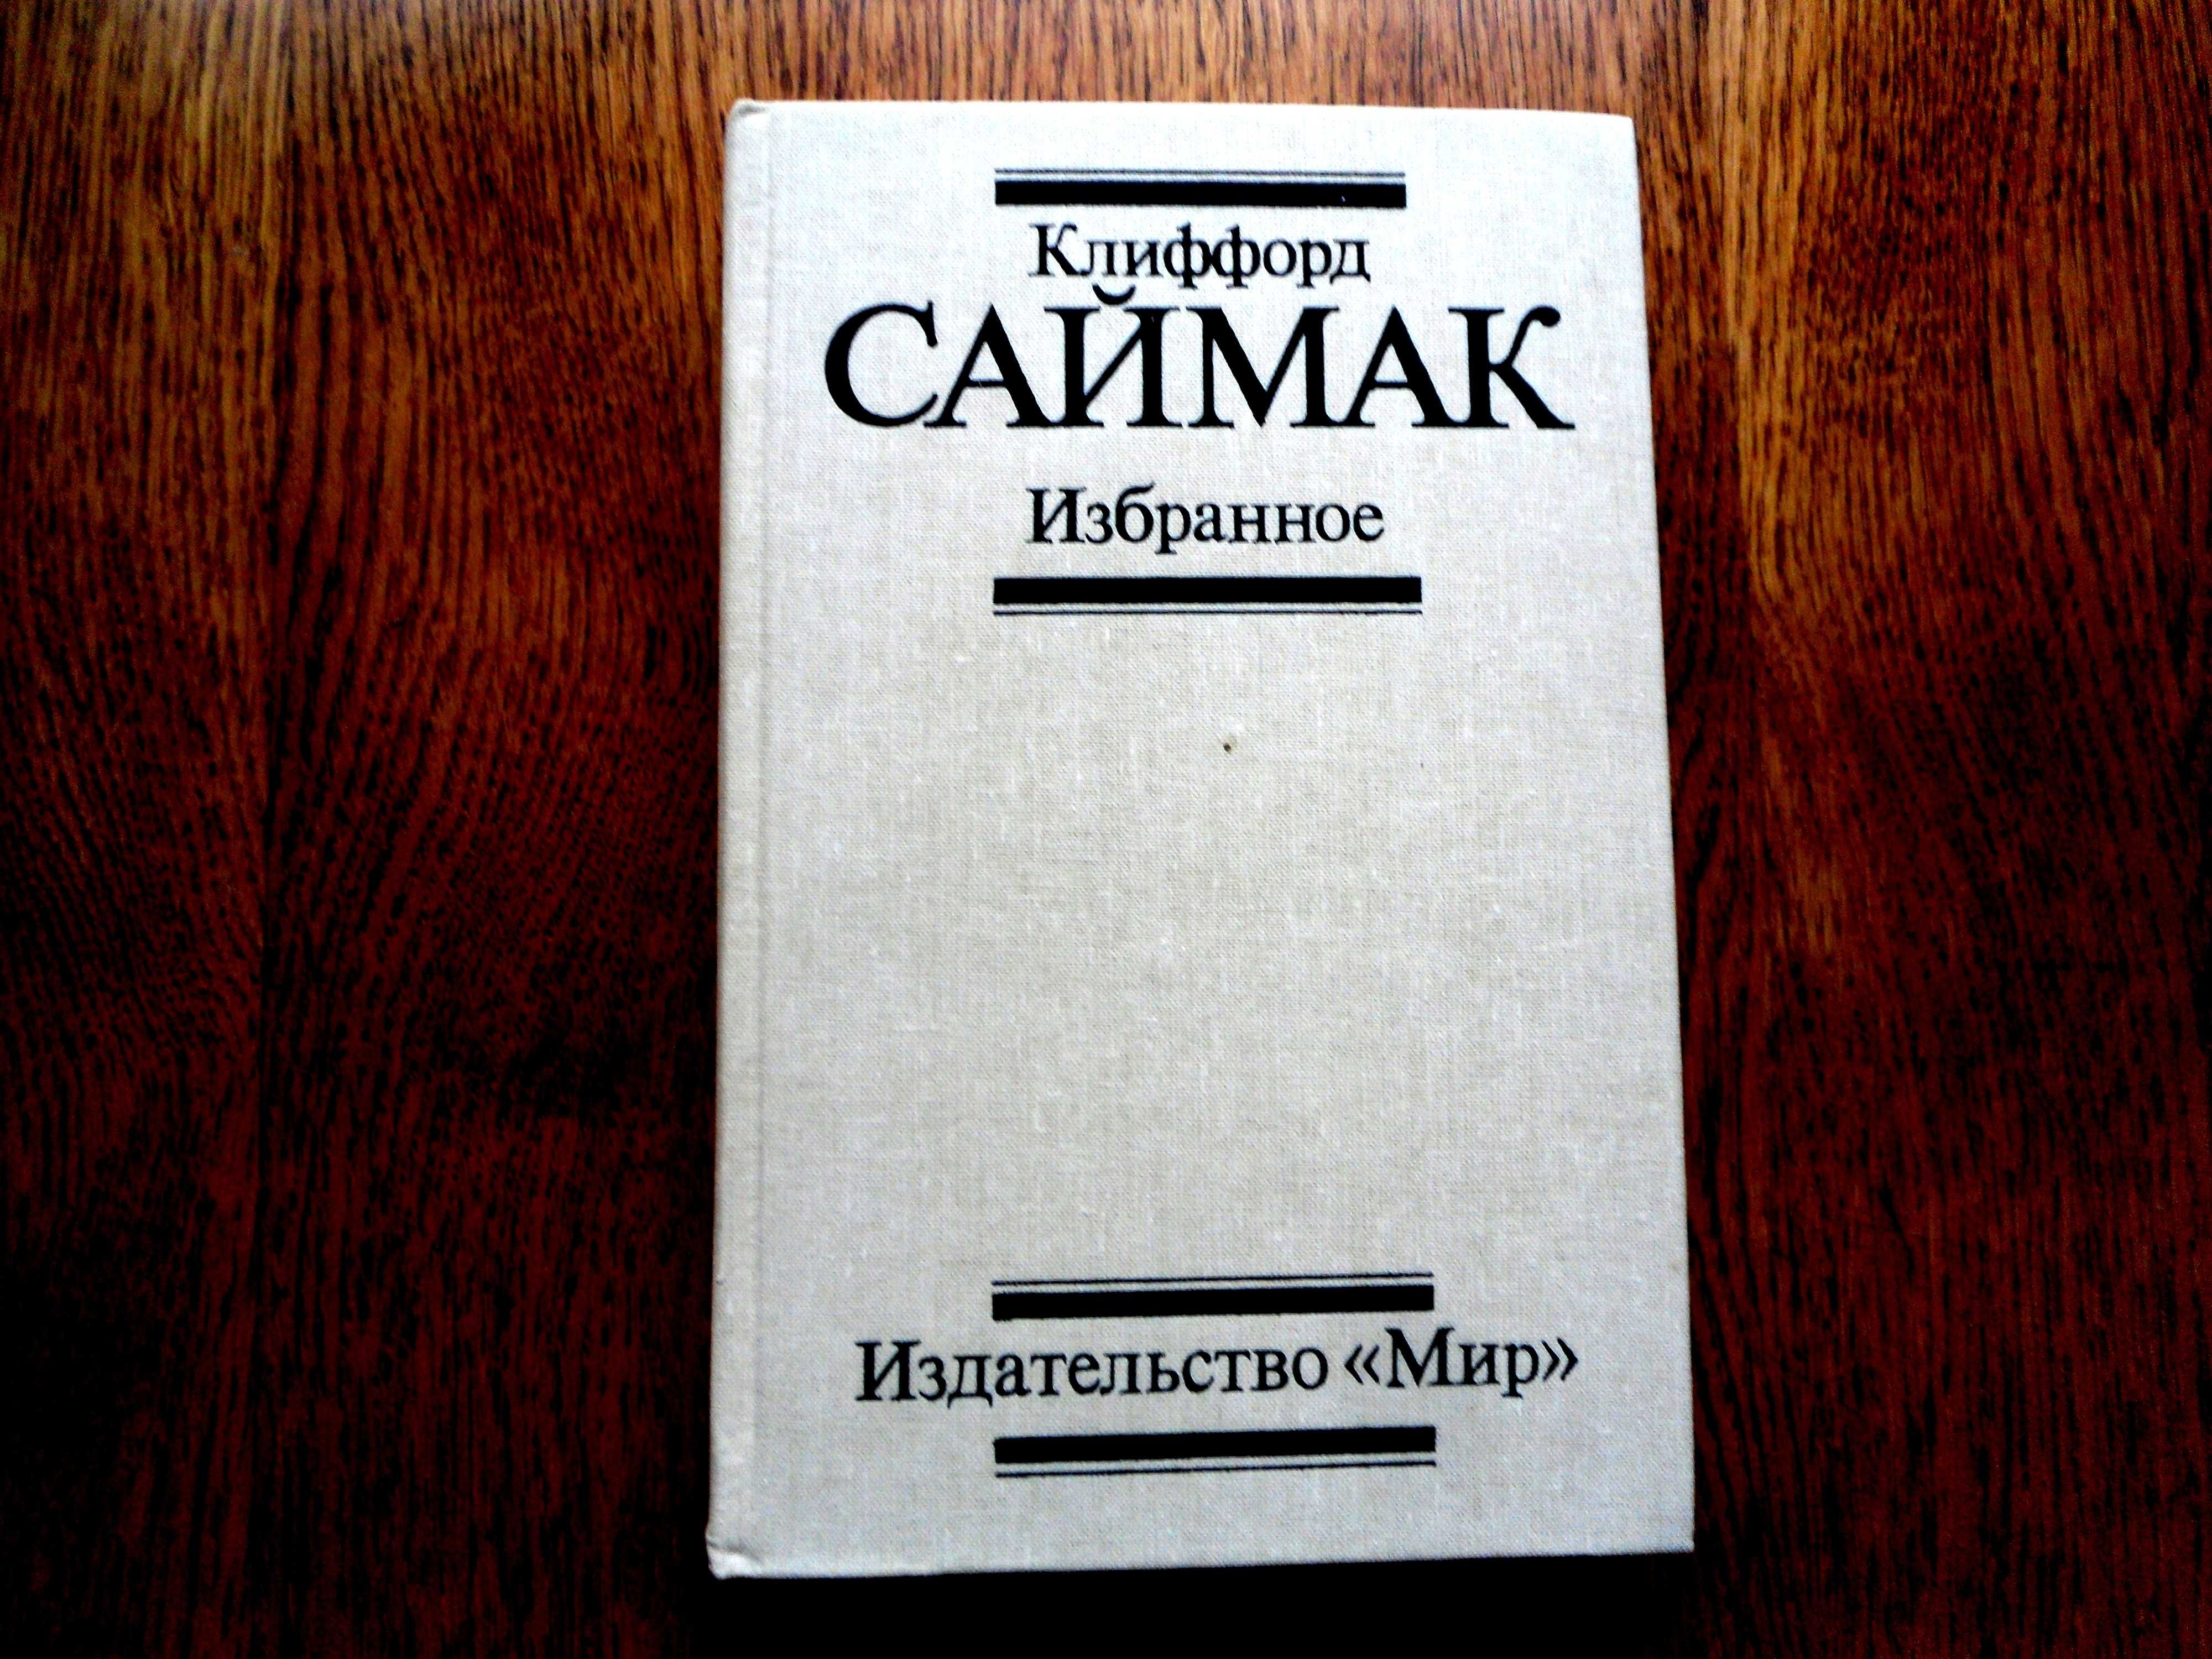 Клиффорд
САЙМАК
Избранное
Издательство «Мир»